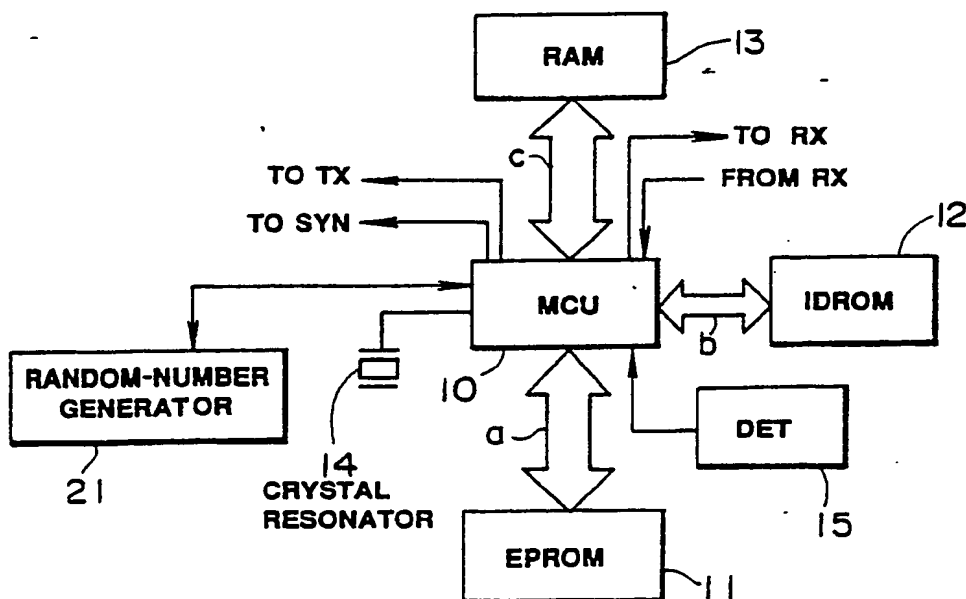 RAM
13
TO RX
FROM RX
c
TO TX
TO SYN
12
MCU
IDROM
b
10
RANDOM-NUMBER
GENERATOR
21
14
CRYSTAL
RESONATOR
a
DET
15
EPROM
11